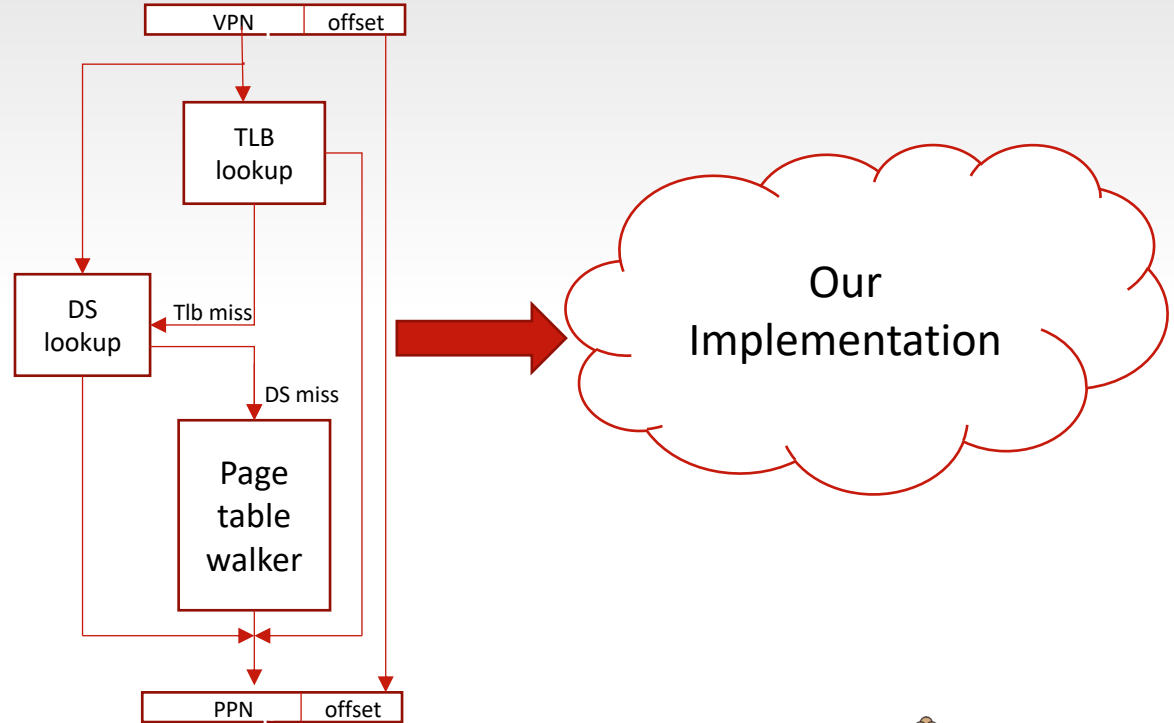 VPN offset
TLB
lookup
DS
lookup
Tlb miss
DS miss
Page
table
walker
PPN offset
Our
Implementation